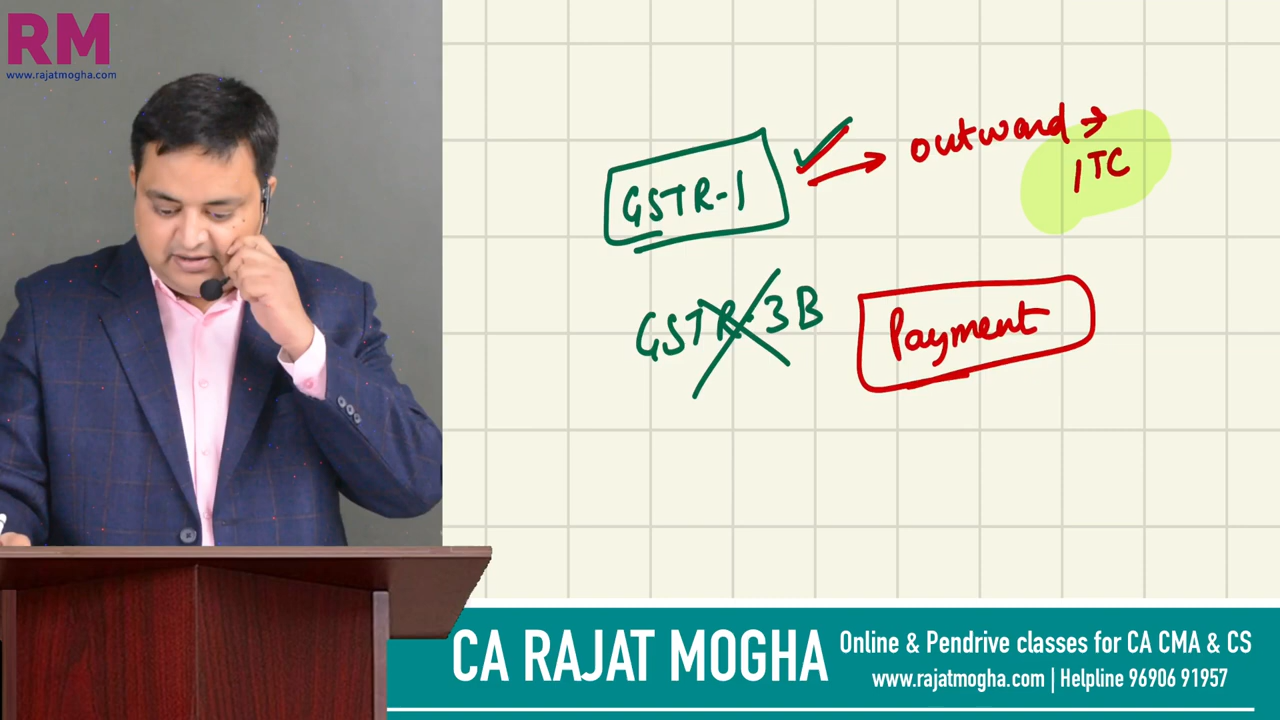 RM
www.rajatmogha.com
GSTR-1
outward →
ITC
GSTR-3B
Payment
CA RAJAT MOGHA
Online & Pendrive classes for CA CMA & CS
www.rajatmogha.com | Helpline 96906 91957